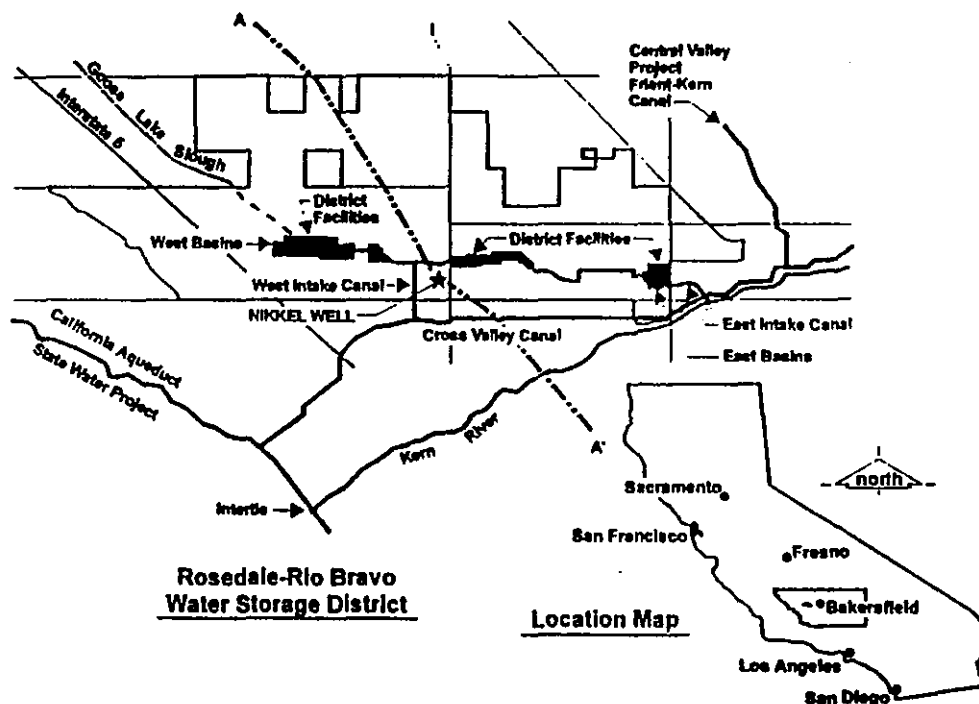 A
Central Valley
Project
Frient-Kern
Canal
Goose Lake Slough
Interstate 5
District
Facilities
West Basins
District Facilities
West Intake Canal
NIKKEL WELL
Cross Valley Canal
East Intake Canal
East Basins
California Aqueduct
State Water Project
Kern River
A'
Intertie
north
Sacramento
San Francisco
Fresno
Bakersfield
Los Angeles
San Diego
Rosedale-Rio Bravo
Water Storage District
Location Map